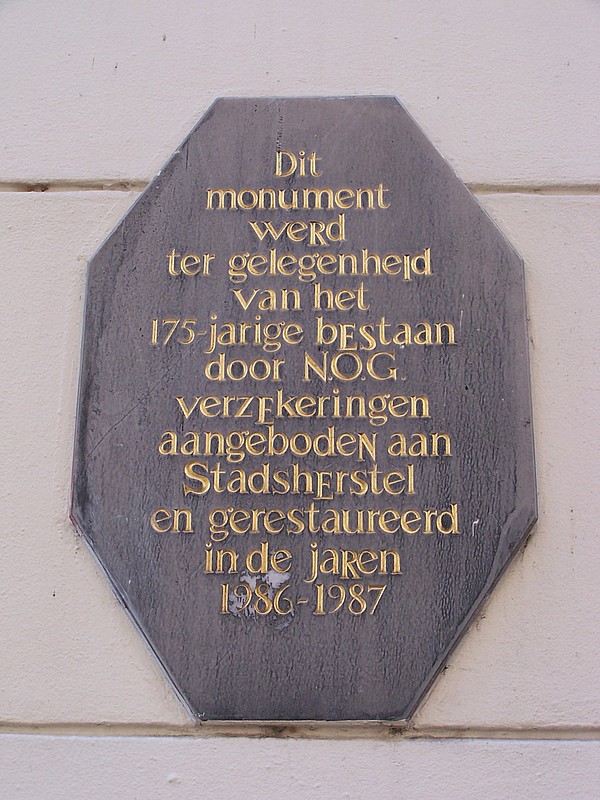 Dit
monument
weRd
ter gelegenheId
van het
175-jarige bESstaan
door N.O.G.
verzEkeringen
aangebodeN aan
StadshErstel
en gerestaureerd
in de jaRen
1986-1987